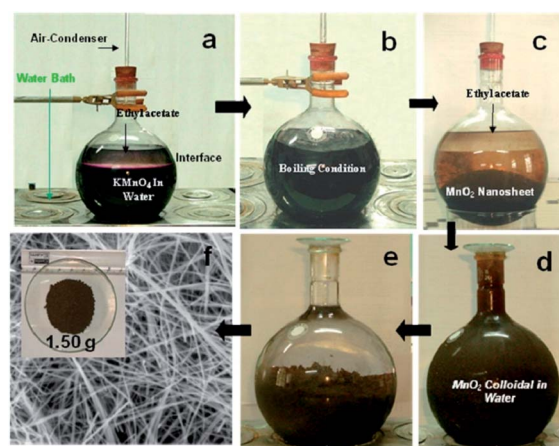 a
Air-Condenser
Water Bath
Ethylacetate
Interface
KMnO4 In
Water
b
Boiling Condition
c
Ethylacetate
MnO2 Nanosheet
d
MnO2 Colloidal in
Water
e
f
1.50 g